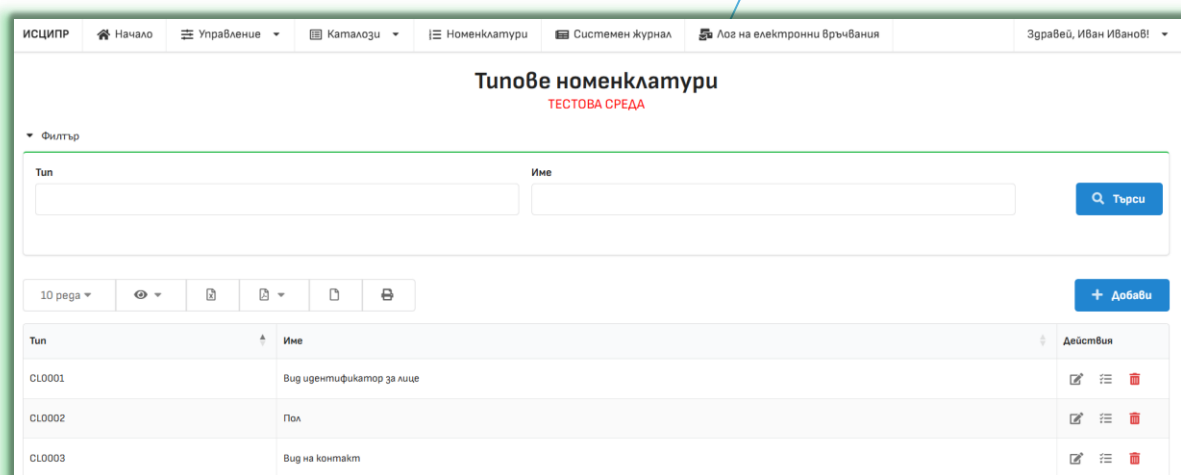 ИСЦИПР Начало Управление Каталози Номенклатури Системен журнал Лог на електронни връчвания Здравей, Иван Иванов!
Типове номенклатури
ТЕСТОВА СРЕДА
Филтър
Тип Име
Търси
10 реда
Добави
Тип Име Действия
CL0001 Вид идентификатор за лице
CL0002 Пол
CL0003 Вид на контакт